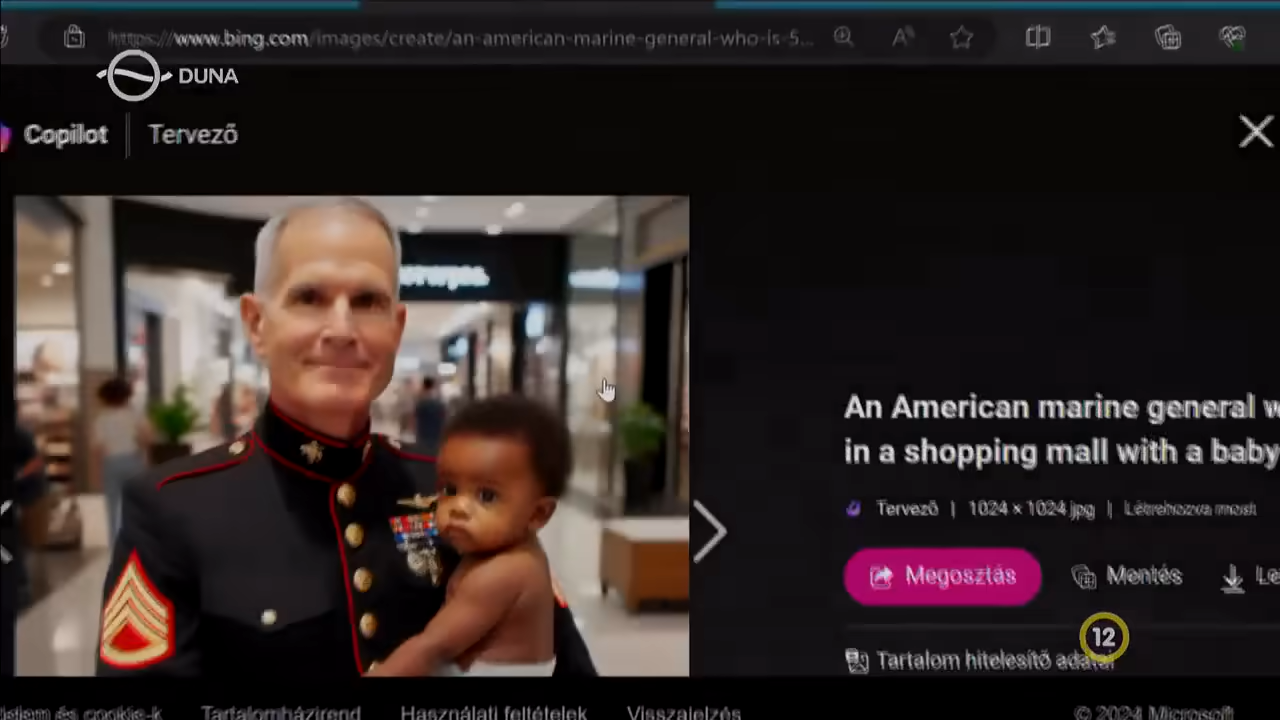 https://www.bing.com/images/create/an-american-marine-general-who-is-5...
DUNA
Copilot
Tervező
An American marine general w
in a shopping mall with a baby
Tervező | 1024 × 1024 jpg | Létrehozva most
Megosztás
Mentés
Le
12
Tartalom hitelesítő adatai
Használati feltételek
Visszajelzés
© 2024 Microsoft